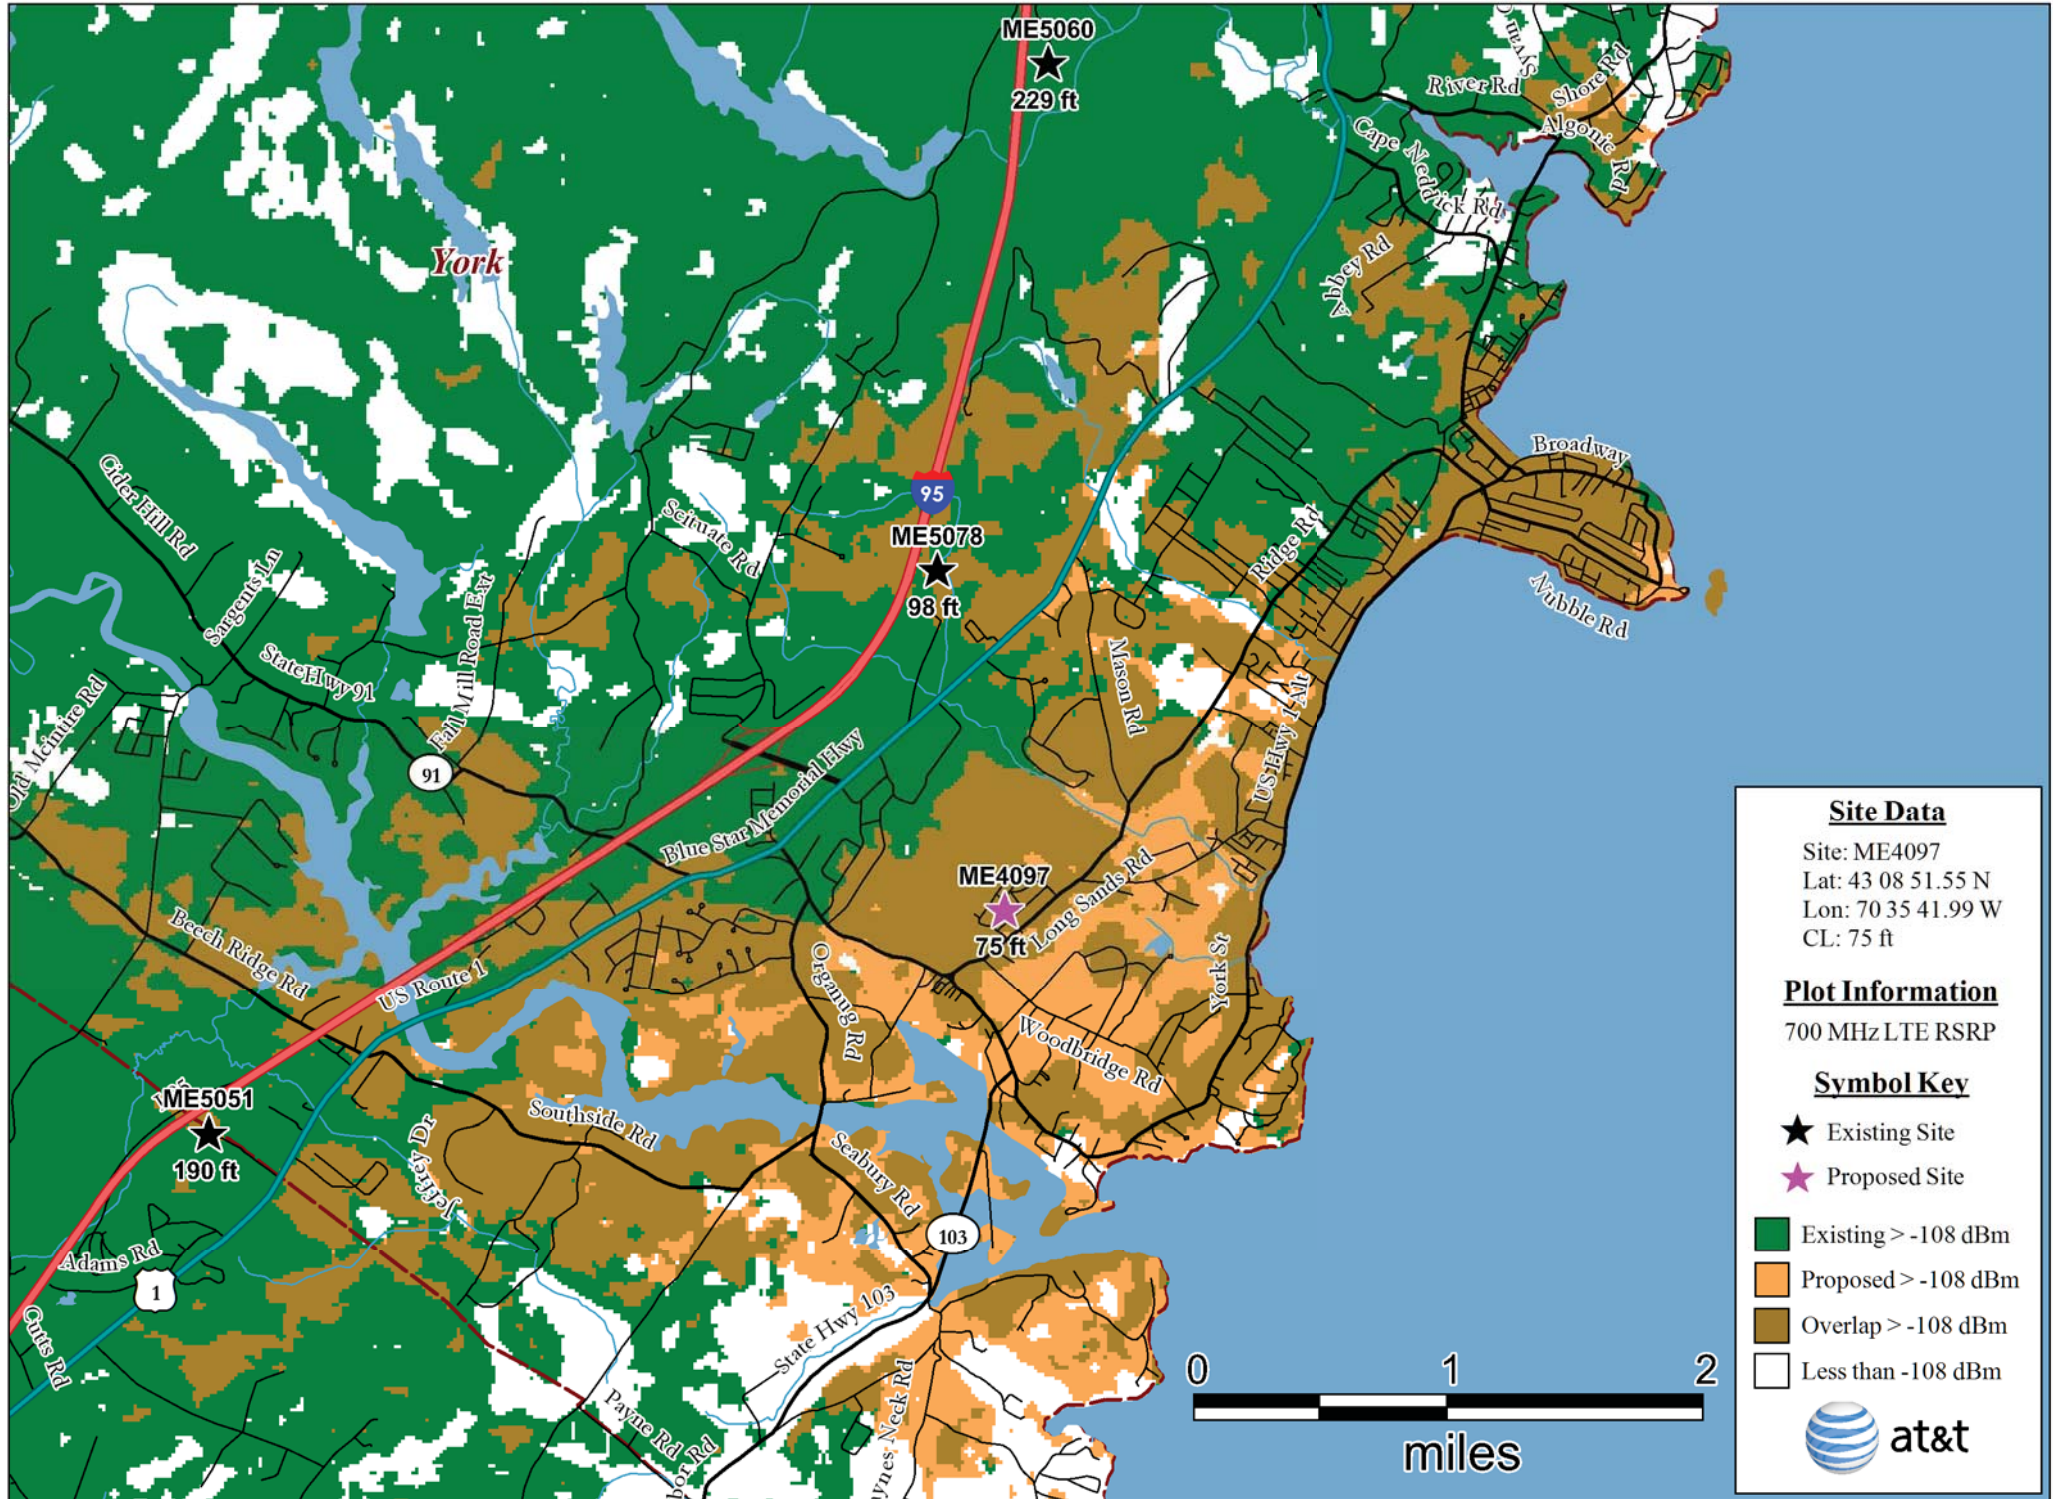 ME5060
229 ft
River Rd
Shore Rd
Algonic Rd
Cape Neddick Rd
Abbey Rd
York
Broadway
Nubble Rd
Cider Hill Rd
Scituate Rd
95
ME5078
98 ft
Ridge Rd
Sargents Ln
Fall Mill Road Ext
State Hwy 91
Mason Rd
US Hwy 1 Alt
Old Mcintire Rd
91
Blue Star Memorial Hwy
ME4097
75 ft
Long Sands Rd
Beech Ridge Rd
US Route 1
Organug Rd
York St
Woodbridge Rd
ME5051
190 ft
Southside Rd
Jeffrey Dr
Seabury Rd
103
Adams Rd
1
Cutts Rd
State Hwy 103
Payne Rd
bor Rd
aynes Neck Rd
0 1 2
miles
Site Data
Site: ME4097
Lat: 43 08 51.55 N
Lon: 70 35 41.99 W
CL: 75 ft
Plot Information
700 MHz LTE RSRP
Symbol Key
Existing Site
Proposed Site
Existing > -108 dBm
Proposed > -108 dBm
Overlap > -108 dBm
Less than -108 dBm
at&t